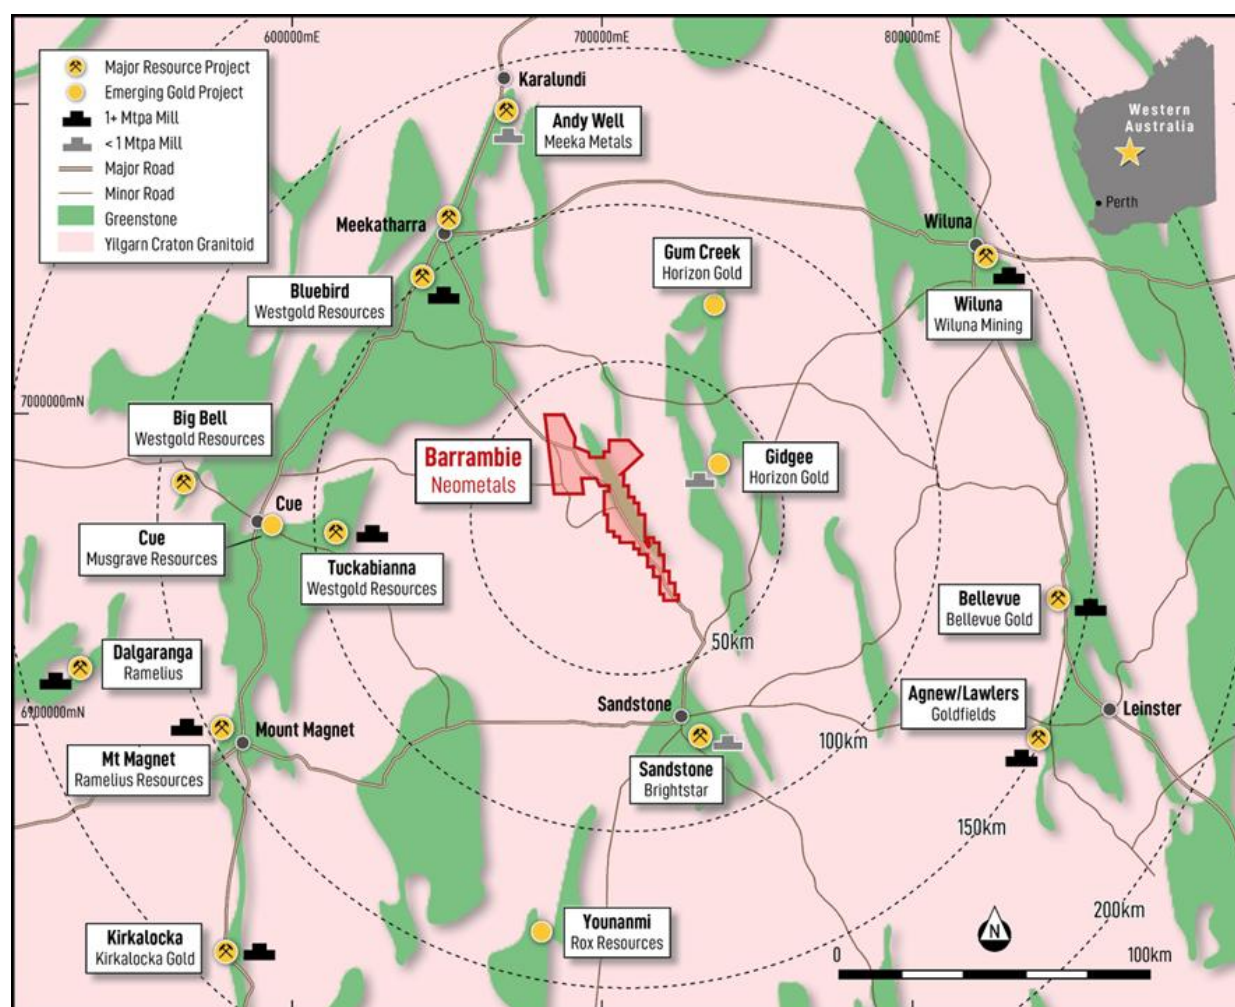 600000mE
700000mE
800000mE
Major Resource Project
Emerging Gold Project
1+ Mtpa Mill
< 1 Mtpa Mill
Major Road
Minor Road
Greenstone
Yilgarn Craton Granitoid
Karalundi
Andy Well
Meeka Metals
Western
Australia
Perth
Meekatharra
Wiluna
Gum Creek
Horizon Gold
Bluebird
Westgold Resources
Wiluna
Wiluna Mining
7000000mN
Big Bell
Westgold Resources
Barrambie
Neometals
Gidgee
Horizon Gold
Cue
Cue
Musgrave Resources
Tuckabianna
Westgold Resources
Bellevue
Bellevue Gold
50km
Dalgaranga
Ramelius
Sandstone
Agnew/Lawlers
Goldfields
Leinster
6900000mN
Mount Magnet
100km
Mt Magnet
Ramelius Resources
Sandstone
Brightstar
150km
200km
Younanmi
Rox Resources
Kirkalocka
Kirkalocka Gold
N
0
100km